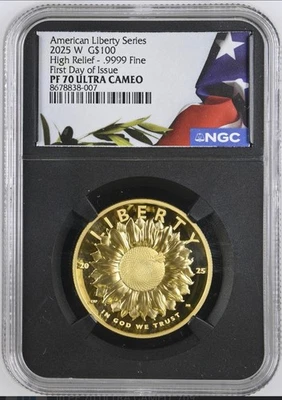 American Liberty Series
2025 W G$100
High Relief - .9999 Fine
First Day of Issue
PF 70 ULTRA CAMEO
8678838-007
NGC
LIBERTY
20 25
IN GOD WE TRUST